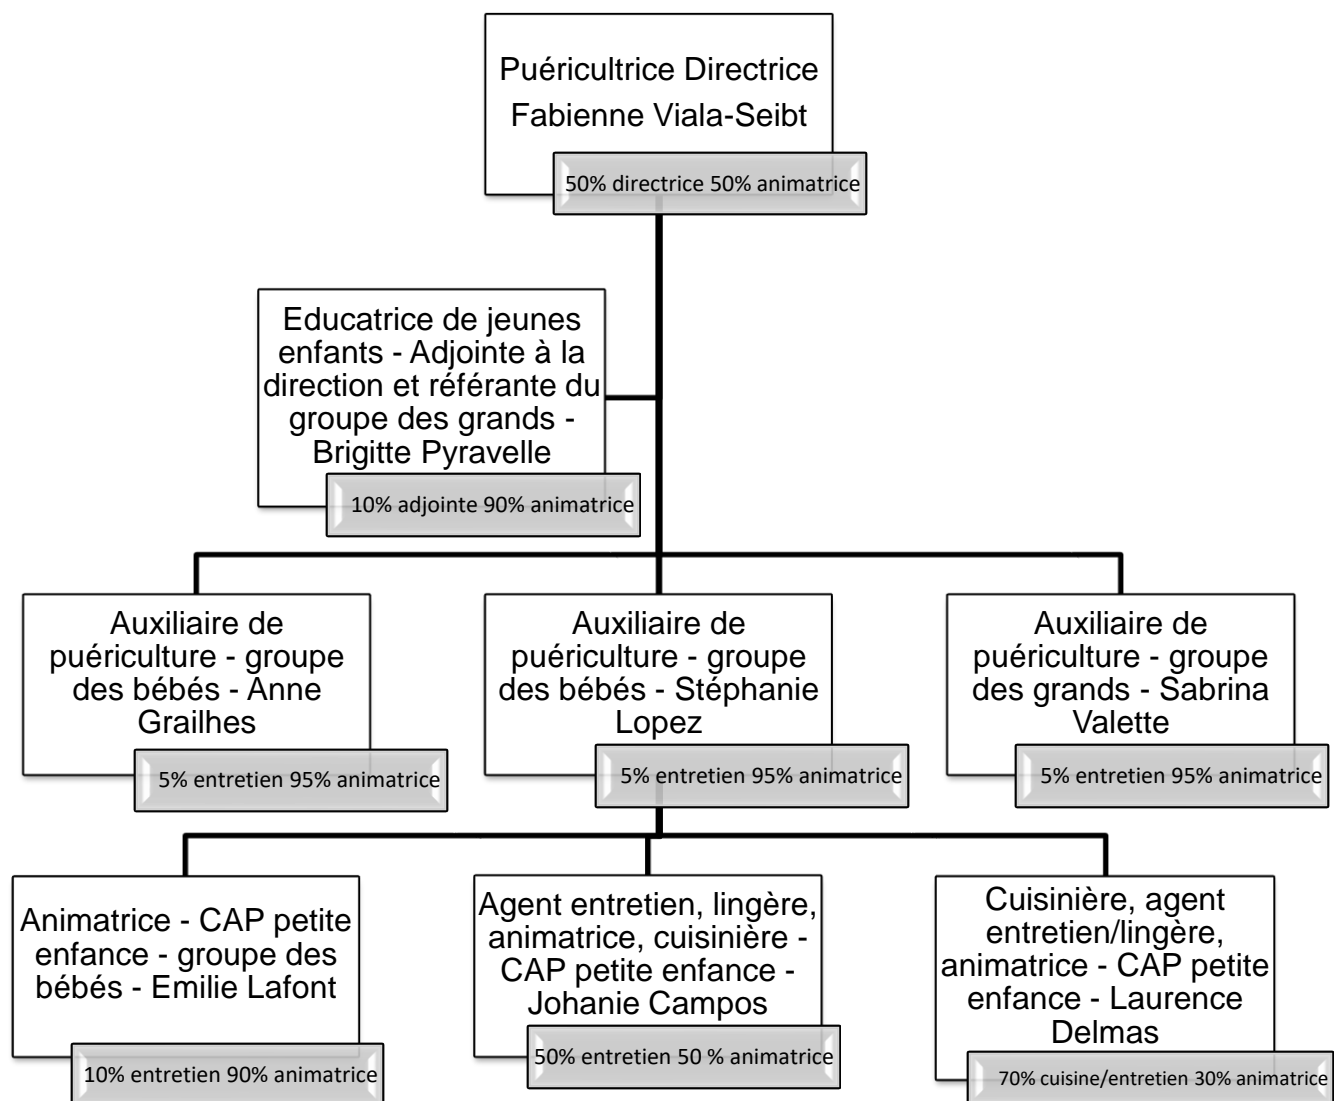 Puéricultrice Directrice
Fabienne Viala-Seibt
50% directrice 50% animatrice
Educatrice de jeunes
enfants - Adjointe à la
direction et référante du
groupe des grands -
Brigitte Pyravelle
10% adjointe 90% animatrice
Auxiliaire de
puériculture - groupe
des bébés - Anne
Grailhes
5% entretien 95% animatrice
Auxiliaire de
puériculture - groupe
des bébés - Stéphanie
Lopez
5% entretien 95% animatrice
Auxiliaire de
puériculture - groupe
des grands - Sabrina
Valette
5% entretien 95% animatrice
Animatrice - CAP petite
enfance - groupe des
bébés - Emilie Lafont
10% entretien 90% animatrice
Agent entretien, lingère,
animatrice, cuisinière -
CAP petite enfance -
Johanie Campos
50% entretien 50 % animatrice
Cuisinière, agent
entretien/lingère,
animatrice - CAP petite
enfance - Laurence
Delmas
70% cuisine/entretien 30% animatrice